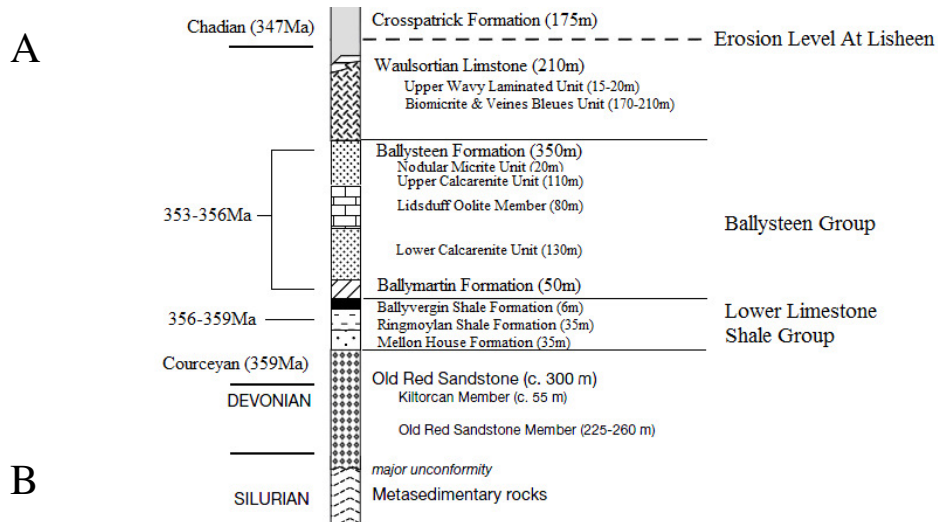 A
Chadian (347Ma)
Crosspatrick Formation (175m)
Erosion Level At Lisheen
Waulsortian Limstone (210m)
Upper Wavy Laminated Unit (15-20m)
Biomicrite & Veines Bleues Unit (170-210m)
Ballysteen Formation (350m)
Nodular Micrite Unit (20m)
Upper Calcarenite Unit (110m)
353-356Ma
Lidsduff Oolite Member (80m)
Ballysteen Group
Lower Calcarenite Unit (130m)
Ballymartin Formation (50m)
Ballyvergin Shale Formation (6m)
356-359Ma
Ringmoylan Shale Formation (35m)
Lower Limestone
Shale Group
Mellon House Formation (35m)
Courceyan (359Ma)
Old Red Sandstone (c. 300 m)
DEVONIAN
Kiltorcan Member (c. 55 m)
Old Red Sandstone Member (225-260 m)
B
major unconformity
SILURIAN
Metasedimentary rocks